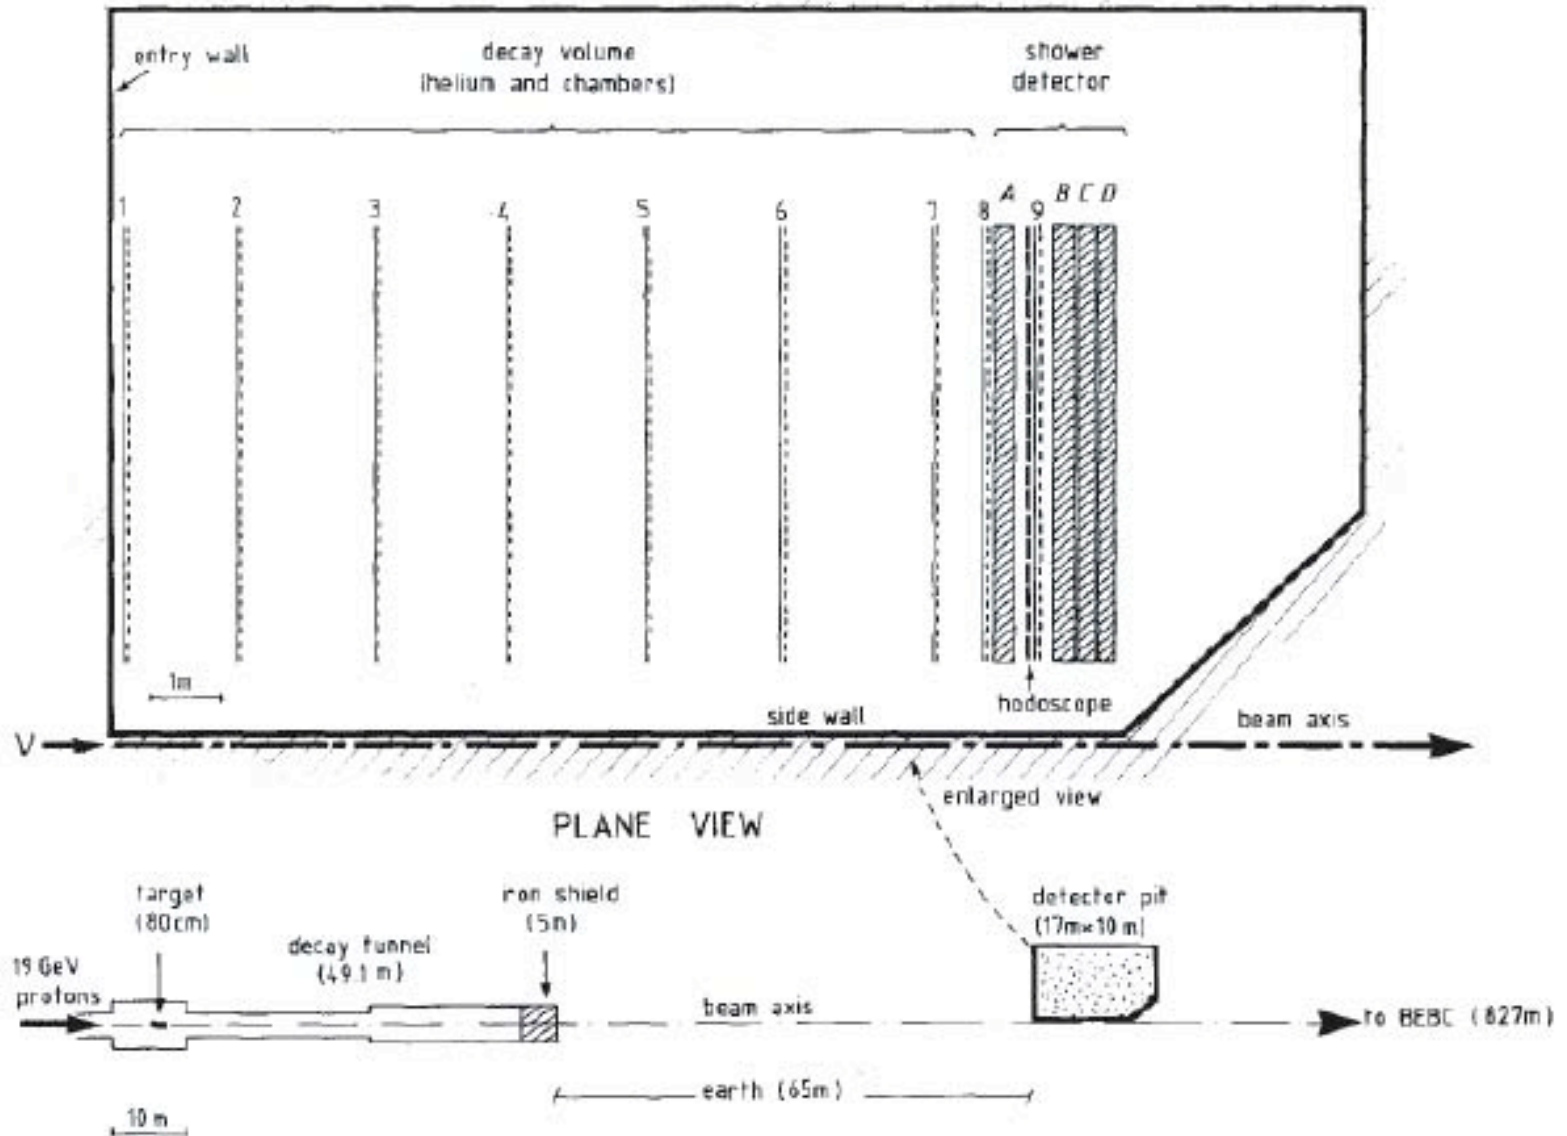 entry wall
decay volume
(helium and chambers)
shower
detector
1 2 3 4 5 6 7 8 A 9 B C D
1m
hodoscope
side wall
beam axis
ν
enlarged view
PLANE VIEW
target
(80cm)
iron shield
(5m)
detector pit
(17m×10m)
decay tunnel
(49.1m)
19 GeV
protons
beam axis
to BEBC (827m)
earth (65m)
10 m